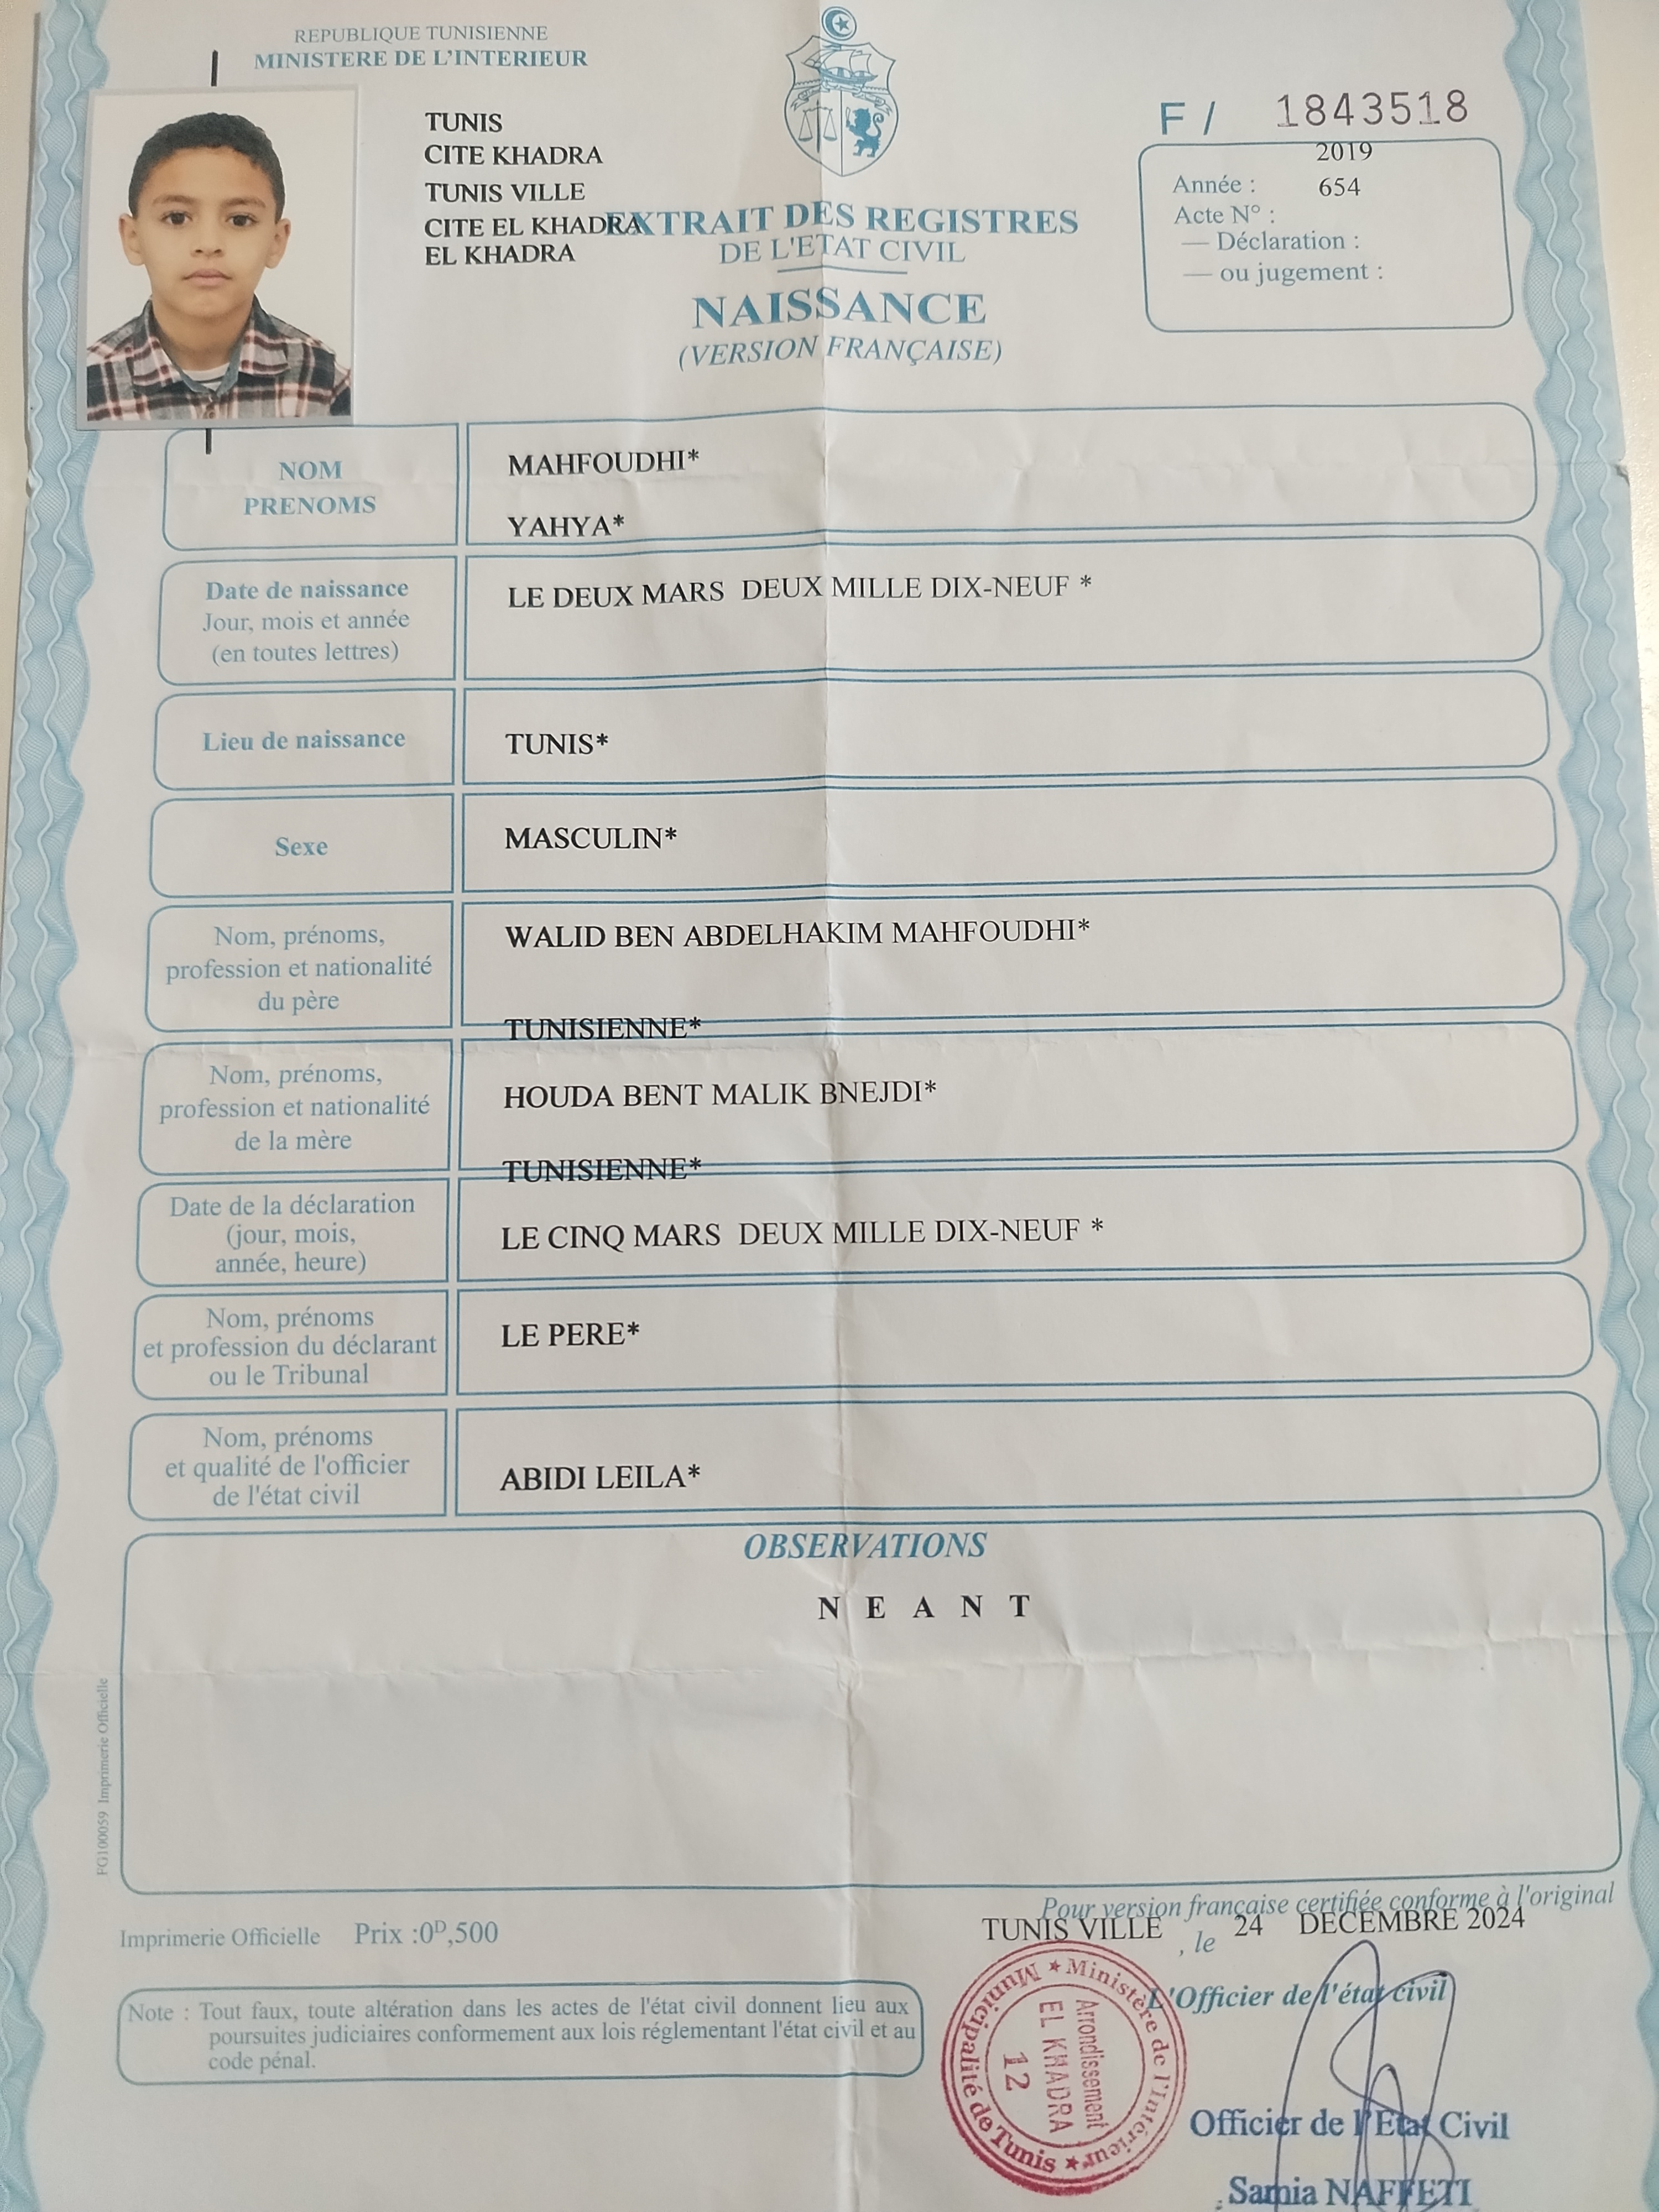 REPUBLIQUE TUNISIENNE
MINISTERE DE L'INTERIEUR
TUNIS
CITE KHADRA
TUNIS VILLE
CITE EL KHADRA
EL KHADRA
EXTRAIT DES REGISTRES
DE L'ETAT CIVIL
NAISSANCE
(VERSION FRANÇAISE)
F / 1843518
2019
Année : 654
Acte N° :
— Déclaration :
— ou jugement :
NOM
PRENOMS
MAHFOUDHI*
YAHYA*
Date de naissance
Jour, mois et année
(en toutes lettres)
LE DEUX MARS DEUX MILLE DIX-NEUF *
Lieu de naissance
TUNIS*
Sexe
MASCULIN*
Nom, prénoms,
profession et nationalité
du père
WALID BEN ABDELHAKIM MAHFOUDHI*
TUNISIENNE*
Nom, prénoms,
profession et nationalité
de la mère
HOUDA BENT MALIK BNEJDI*
TUNISIENNE*
Date de la déclaration
(jour, mois,
année, heure)
LE CINQ MARS DEUX MILLE DIX-NEUF *
Nom, prénoms
et profession du déclarant
ou le Tribunal
LE PERE*
Nom, prénoms
et qualité de l'officier
de l'état civil
ABIDI LEILA*
OBSERVATIONS
N E A N T
FG100059 Imprimerie Officielle
Imprimerie Officielle Prix :0D,500
Pour version française certifiée conforme à l'original
TUNIS VILLE , le 24 DECEMBRE 2024
L'Officier de l'état civil
Note : Tout faux, toute altération dans les actes de l'état civil donnent lieu aux
poursuites judiciaires conformement aux lois réglementant l'état civil et au
code pénal.
★ Ministère de l'Intérieur ★ Municipalité de Tunis
Arrondissement
EL KHADRA
12
Officier de l'Etat Civil
Samia NAFFETI